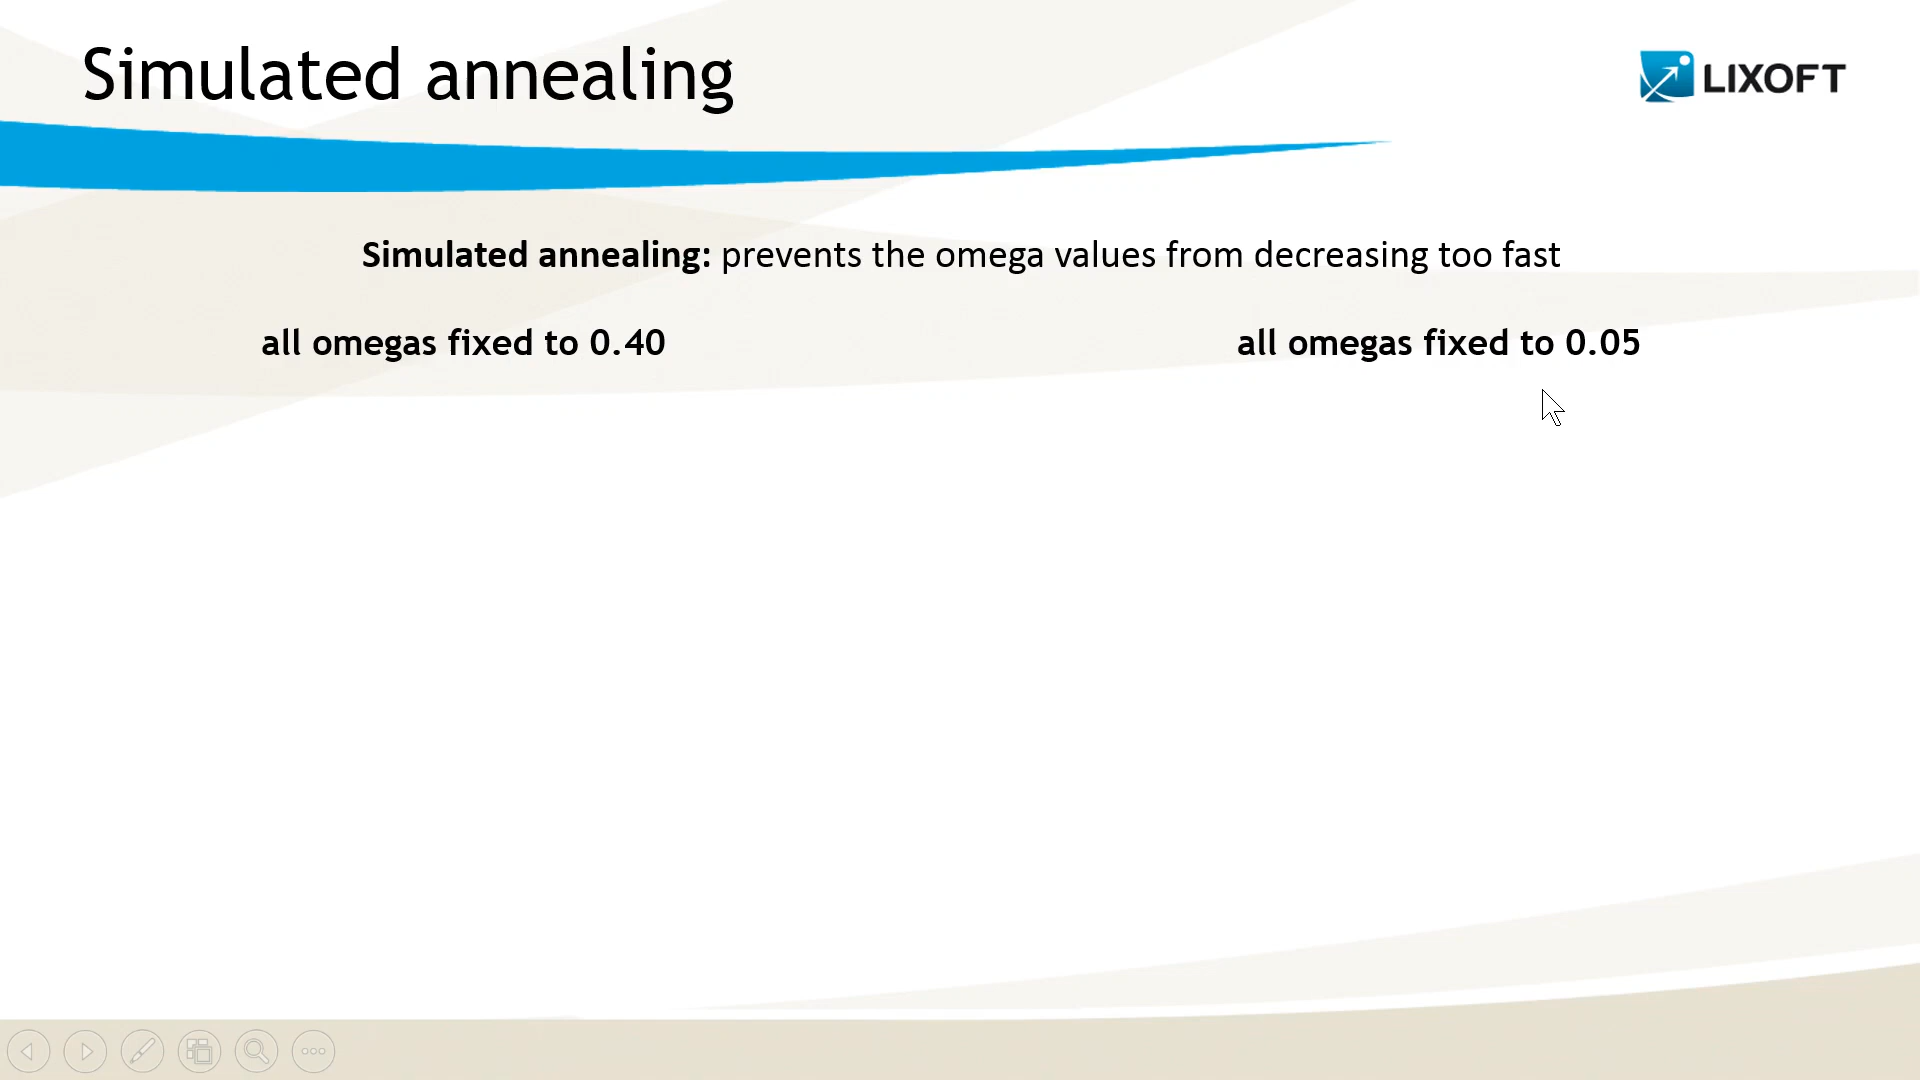 Simulated annealing
LIXOFT
Simulated annealing: prevents the omega values from decreasing too fast
all omegas fixed to 0.40
all omegas fixed to 0.05